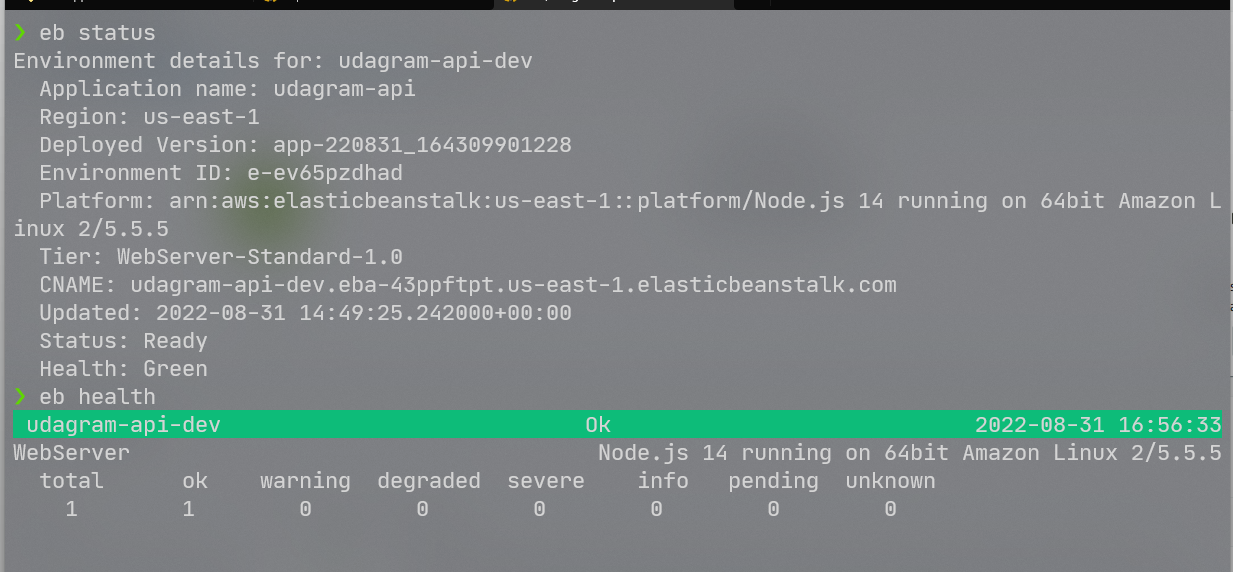 ❯ eb status
Environment details for: udagram-api-dev
  Application name: udagram-api
  Region: us-east-1
  Deployed Version: app-220831_164309901228
  Environment ID: e-ev65pzdhad
  Platform: arn:aws:elasticbeanstalk:us-east-1::platform/Node.js 14 running on 64bit Amazon L
inux 2/5.5.5
  Tier: WebServer-Standard-1.0
  CNAME: udagram-api-dev.eba-43ppftpt.us-east-1.elasticbeanstalk.com
  Updated: 2022-08-31 14:49:25.242000+00:00
  Status: Ready
  Health: Green
❯ eb health
 udagram-api-dev                            Ok                            2022-08-31 16:56:33
WebServer                                    Node.js 14 running on 64bit Amazon Linux 2/5.5.5
  total      ok    warning  degraded  severe    info   pending  unknown
    1        1        0        0        0        0        0        0